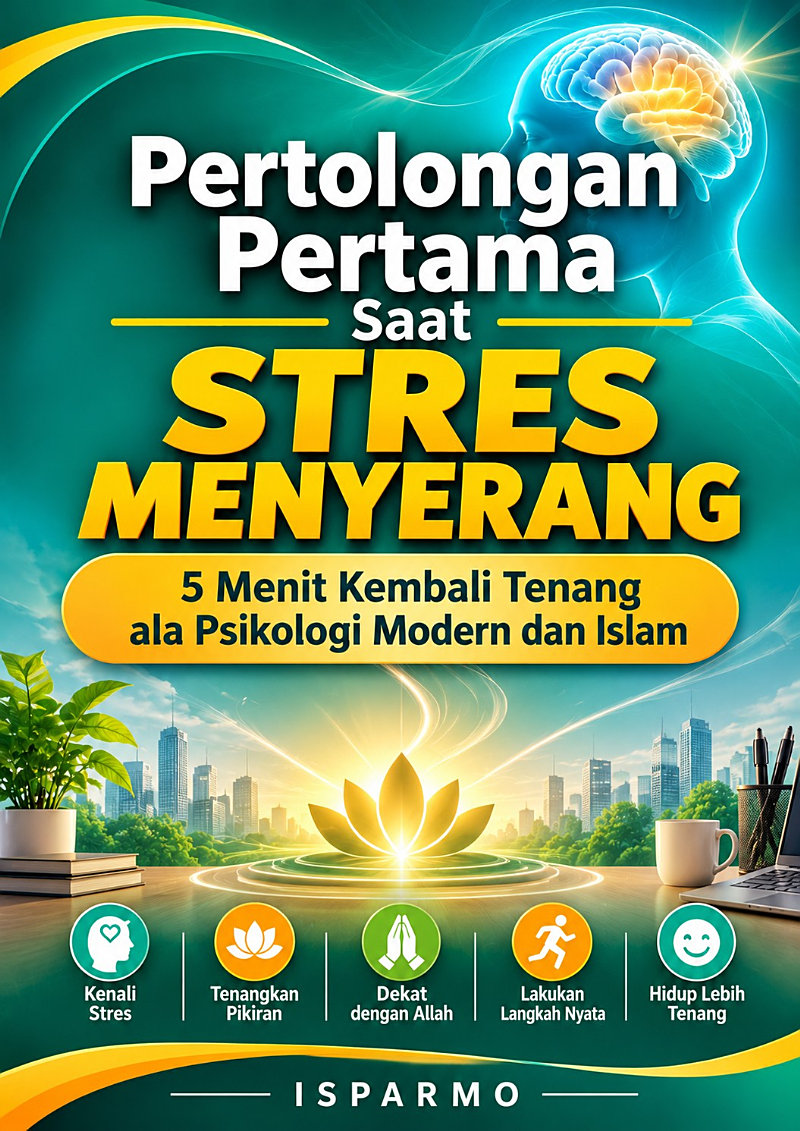 Pertolongan
Pertama
Saat
STRES
MENYERANG
5 Menit Kembali Tenang
ala Psikologi Modern dan Islam
Kenali
Stres
Tenangkan
Pikiran
Dekat
dengan Allah
Lakukan
Langkah Nyata
Hidup Lebih
Tenang
ISPARMO